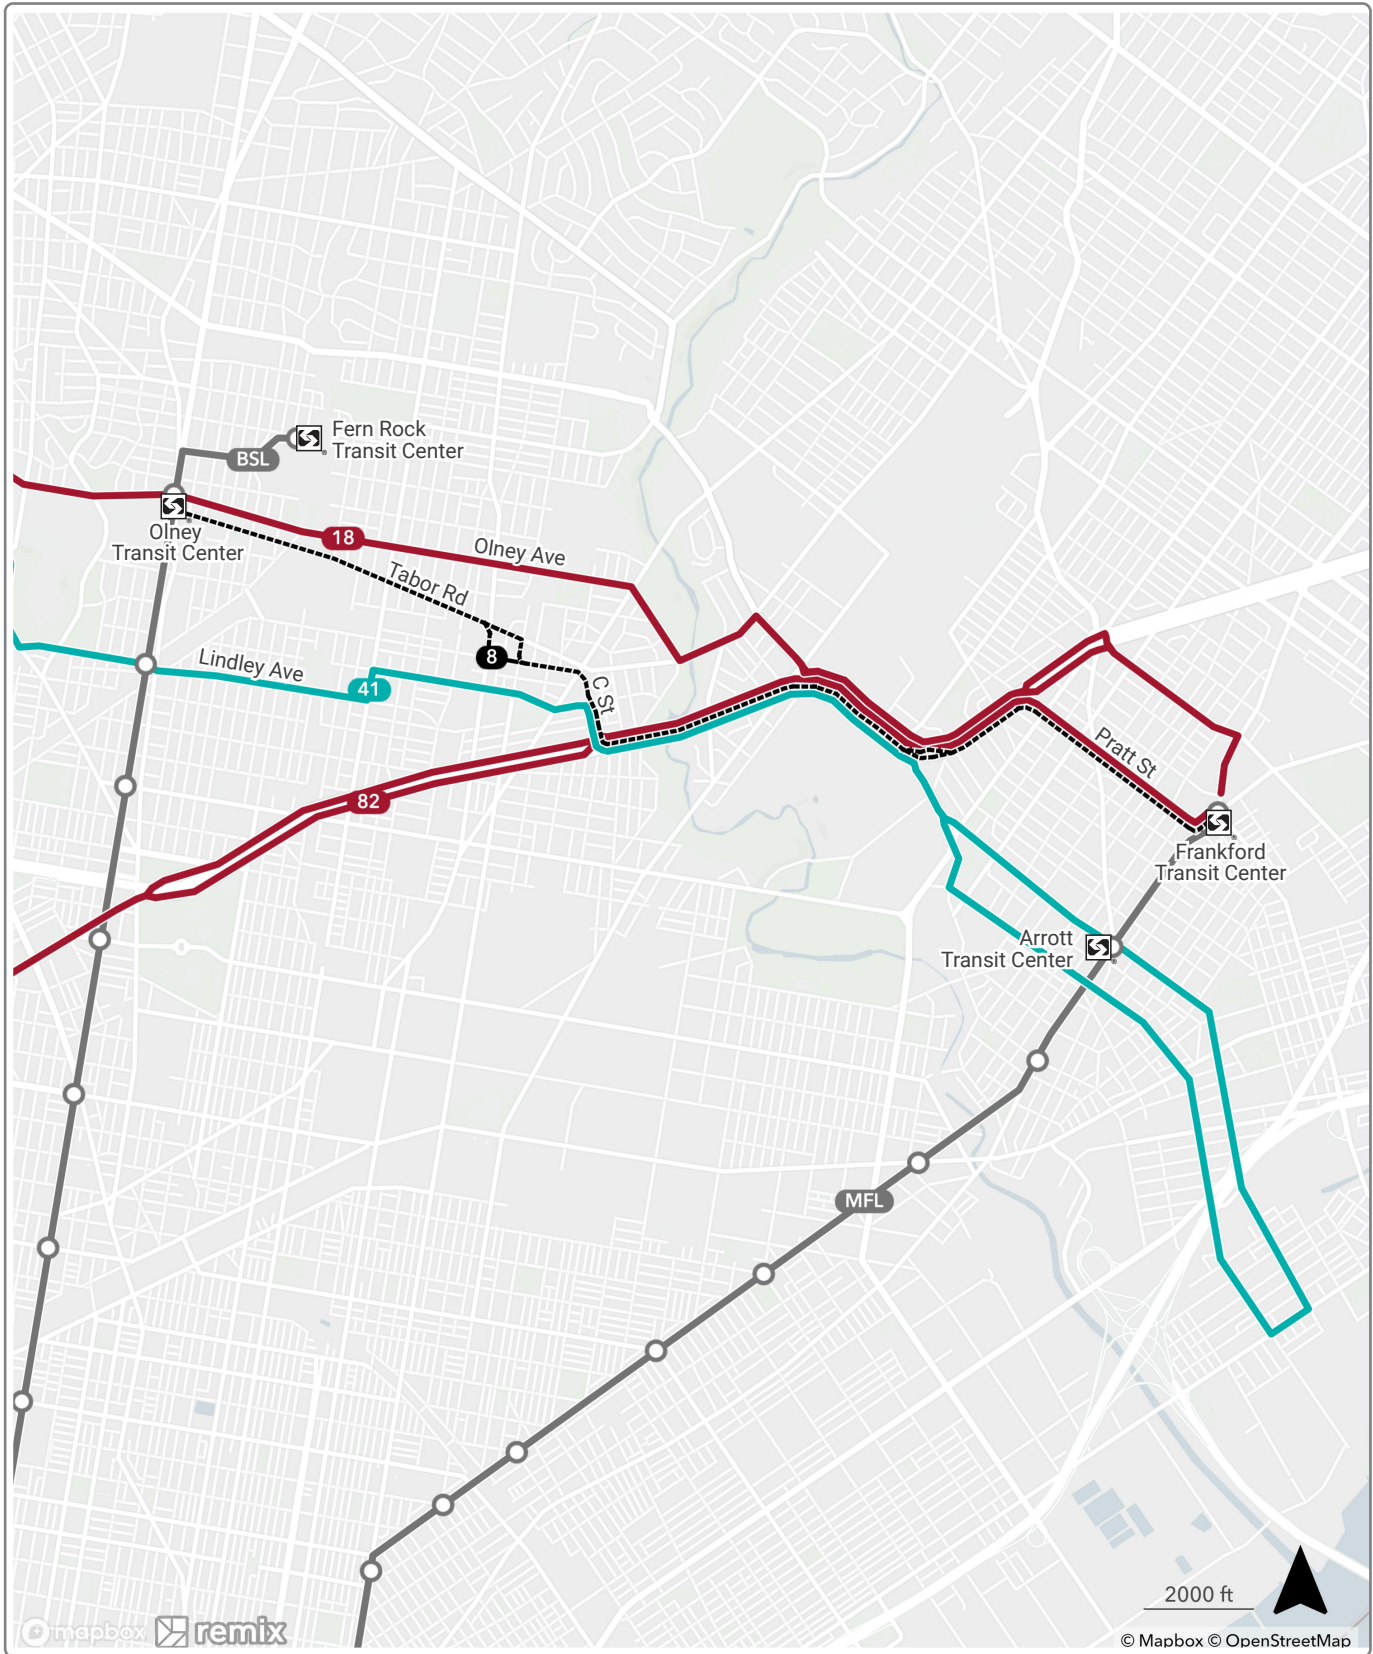 Fern Rock
Transit Center
BSL
Olney
Transit Center
18
Olney Ave
Tabor Rd
8
Lindley Ave
41
C St
82
Pratt St
Frankford
Transit Center
Arrott
Transit Center
MFL
2000 ft
mapbox
remix
© Mapbox © OpenStreetMap